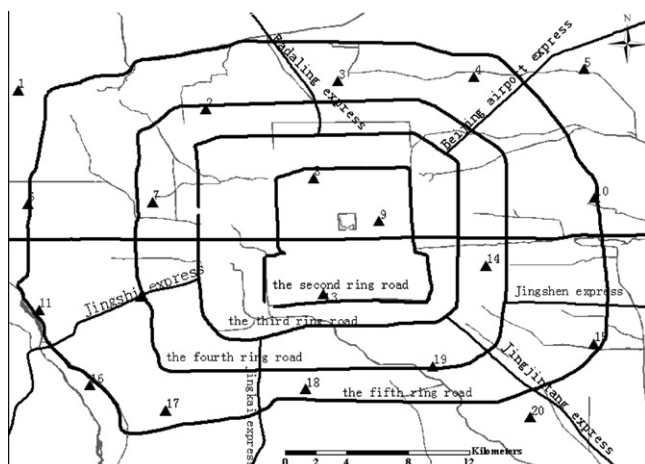 N
1
2
3
4
5
Badaling express
Beijing airport express
6
7
8
9
10
11
Jingshi express
the second ring road
13
14
Jingshen express
the third ring road
15
the fourth ring road
Jingjintang express
16
17
18
19
the fifth ring road
Jingkai express
20
Kilometers
0 2 4 8 12